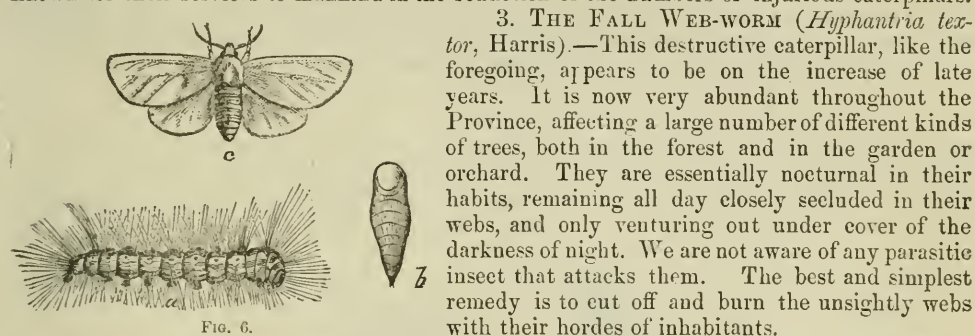 3. THE FALL WEB-WORM (Hyphantria tex-
tor, Harris).—This destructive caterpillar, like the
foregoing, appears to be on the increase of late
years. It is now very abundant throughout the
Province, affecting a large number of different kinds
of trees, both in the forest and in the garden or
orchard. They are essentially nocturnal in their
habits, remaining all day closely secluded in their
webs, and only venturing out under cover of the
darkness of night. We are not aware of any parasitic
insect that attacks them. The best and simplest
remedy is to cut off and burn the unsightly webs
with their hordes of inhabitants.
c
b
a
FIG. 6.